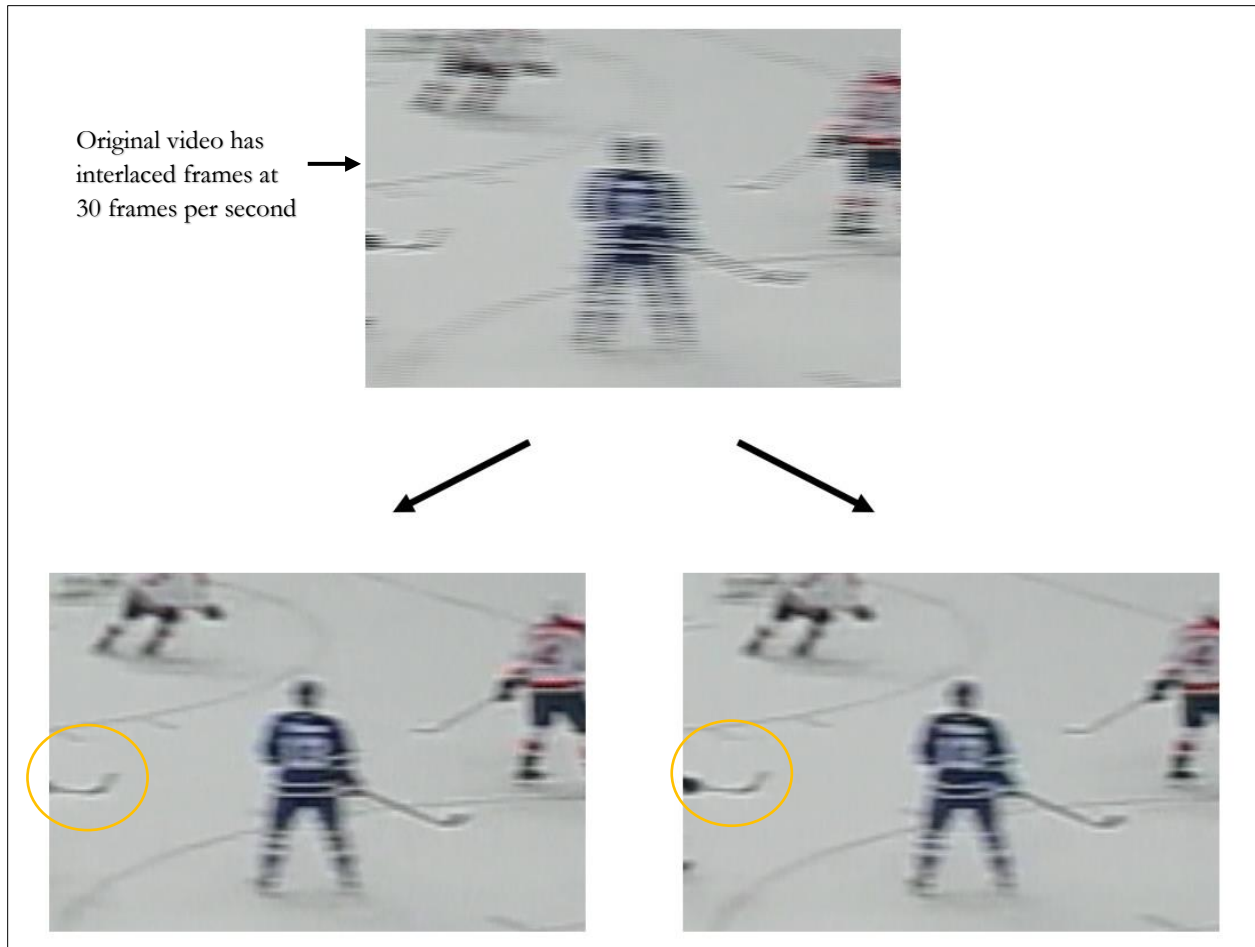 Original video has
interlaced frames at
30 frames per second